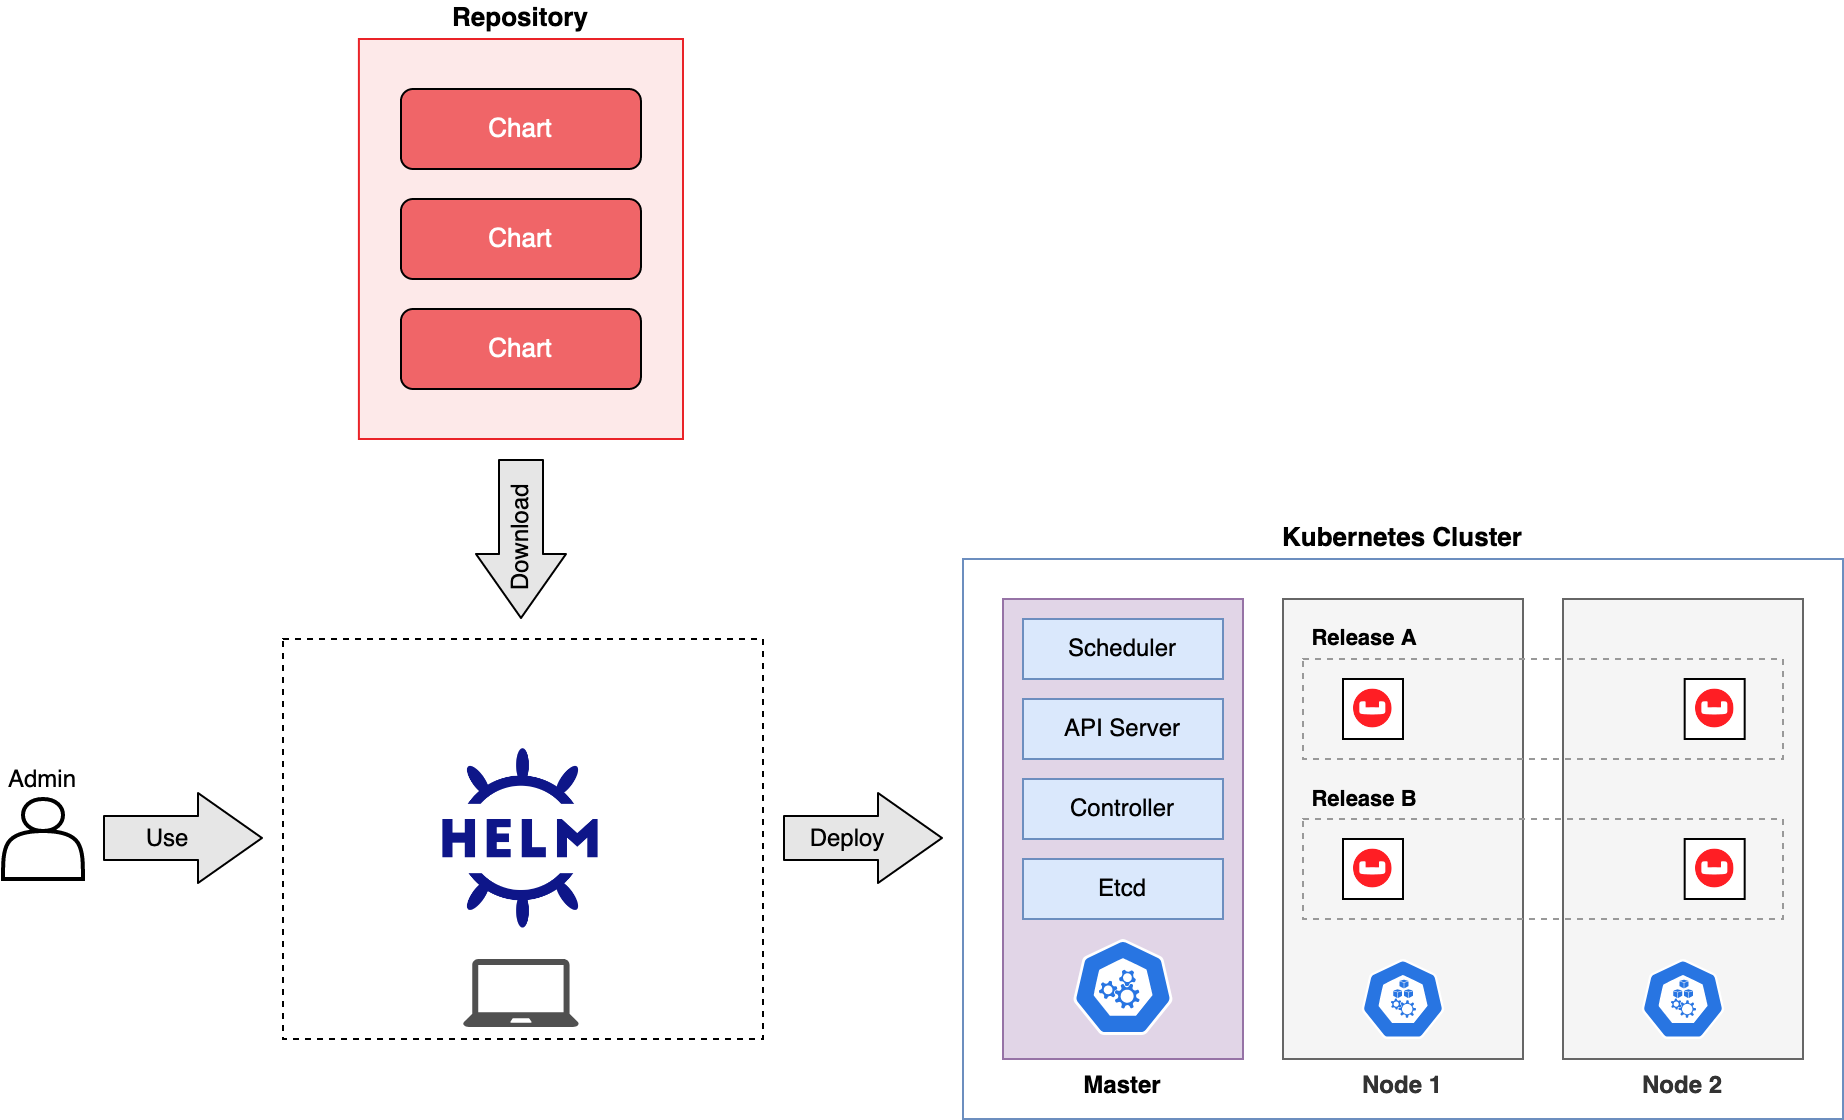 Repository
Chart
Chart
Chart
Download
Admin
Use
HELM
Deploy
Kubernetes Cluster
Scheduler
API Server
Controller
Etcd
Master
Release A
Release B
Node 1
Node 2